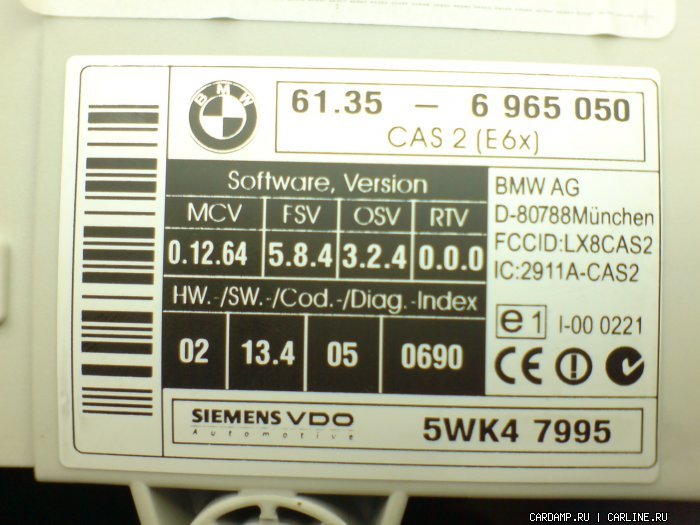 BMW
61.35 – 6 965 050
CAS 2 (E6x)
Software, Version
MCV FSV OSV RTV
0.12.64 5.8.4 3.2.4 0.0.0
HW.-/SW.-/Cod.-/Diag.-Index
02 13.4 05 0690
BMW AG
D-80788München
FCCID:LX8CAS2
IC:2911A-CAS2
e1 I-00 0221
CE
SIEMENS VDO
Automotive
5WK4 7995
CARDAMP.RU | CARLINE.RU